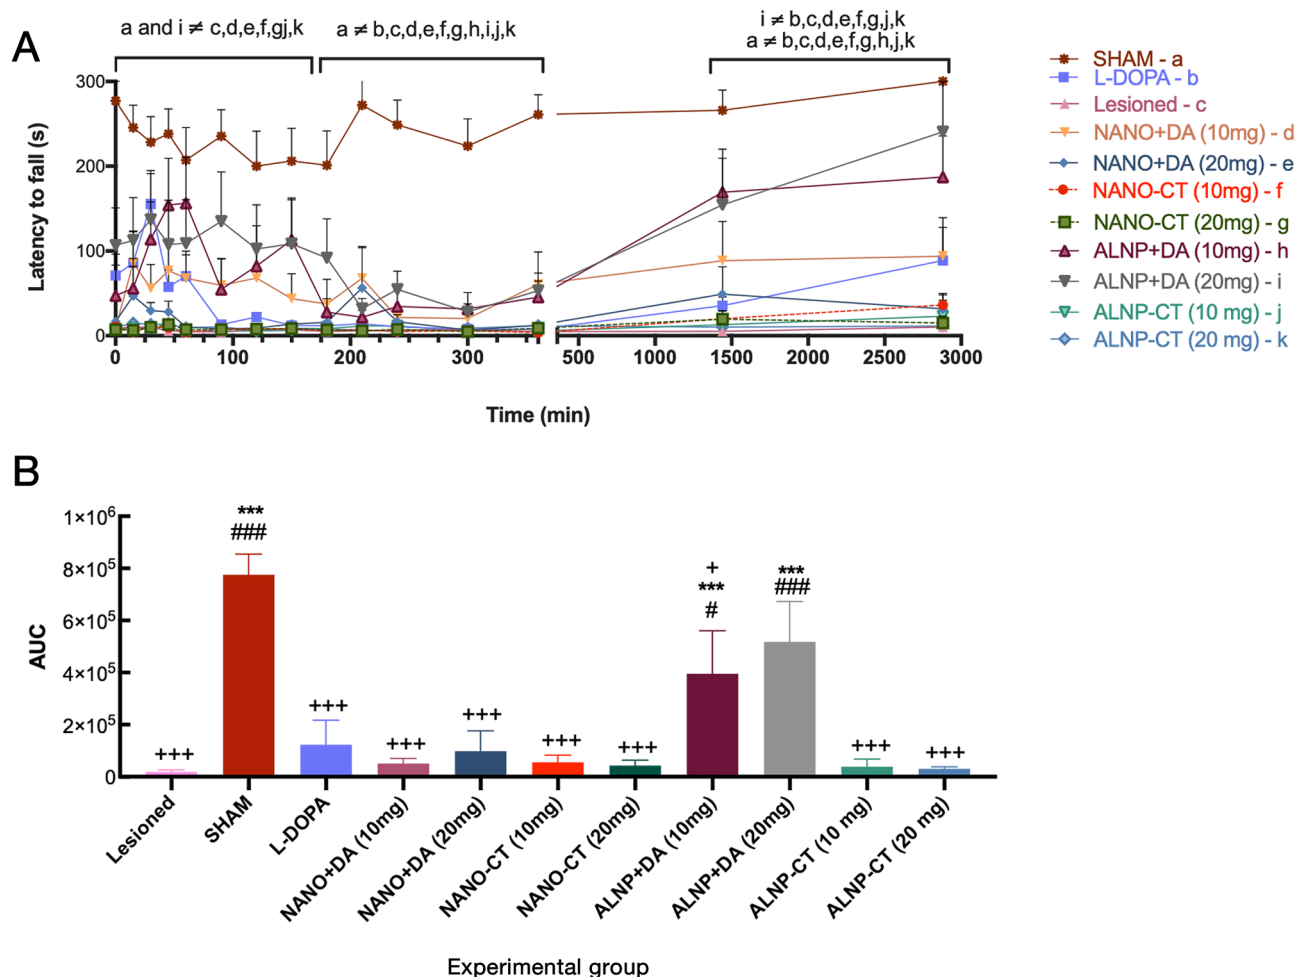 A
a and i ≠ c,d,e,f,gj,k
a ≠ b,c,d,e,f,g,h,i,j,k
i ≠ b,c,d,e,f,g,j,k
a ≠ b,c,d,e,f,g,h,j,k
Latency to fall (s)
300
200
100
0
0
100
200
300
500
1000
1500
2000
2500
3000
Time (min)
SHAM - a
L-DOPA - b
Lesioned - c
NANO+DA (10mg) - d
NANO+DA (20mg) - e
NANO-CT (10mg) - f
NANO-CT (20mg) - g
ALNP+DA (10mg) - h
ALNP+DA (20mg) - i
ALNP-CT (10 mg) - j
ALNP-CT (20 mg) - k
B
AUC
1×10⁶
8×10⁵
6×10⁵
4×10⁵
2×10⁵
0
+++
***
###
+++
+++
+++
+++
+++
+
***
#
***
###
+++
+++
Lesioned
SHAM
L-DOPA
NANO+DA (10mg)
NANO+DA (20mg)
NANO-CT (10mg)
NANO-CT (20mg)
ALNP+DA (10mg)
ALNP+DA (20mg)
ALNP-CT (10 mg)
ALNP-CT (20 mg)
Experimental group